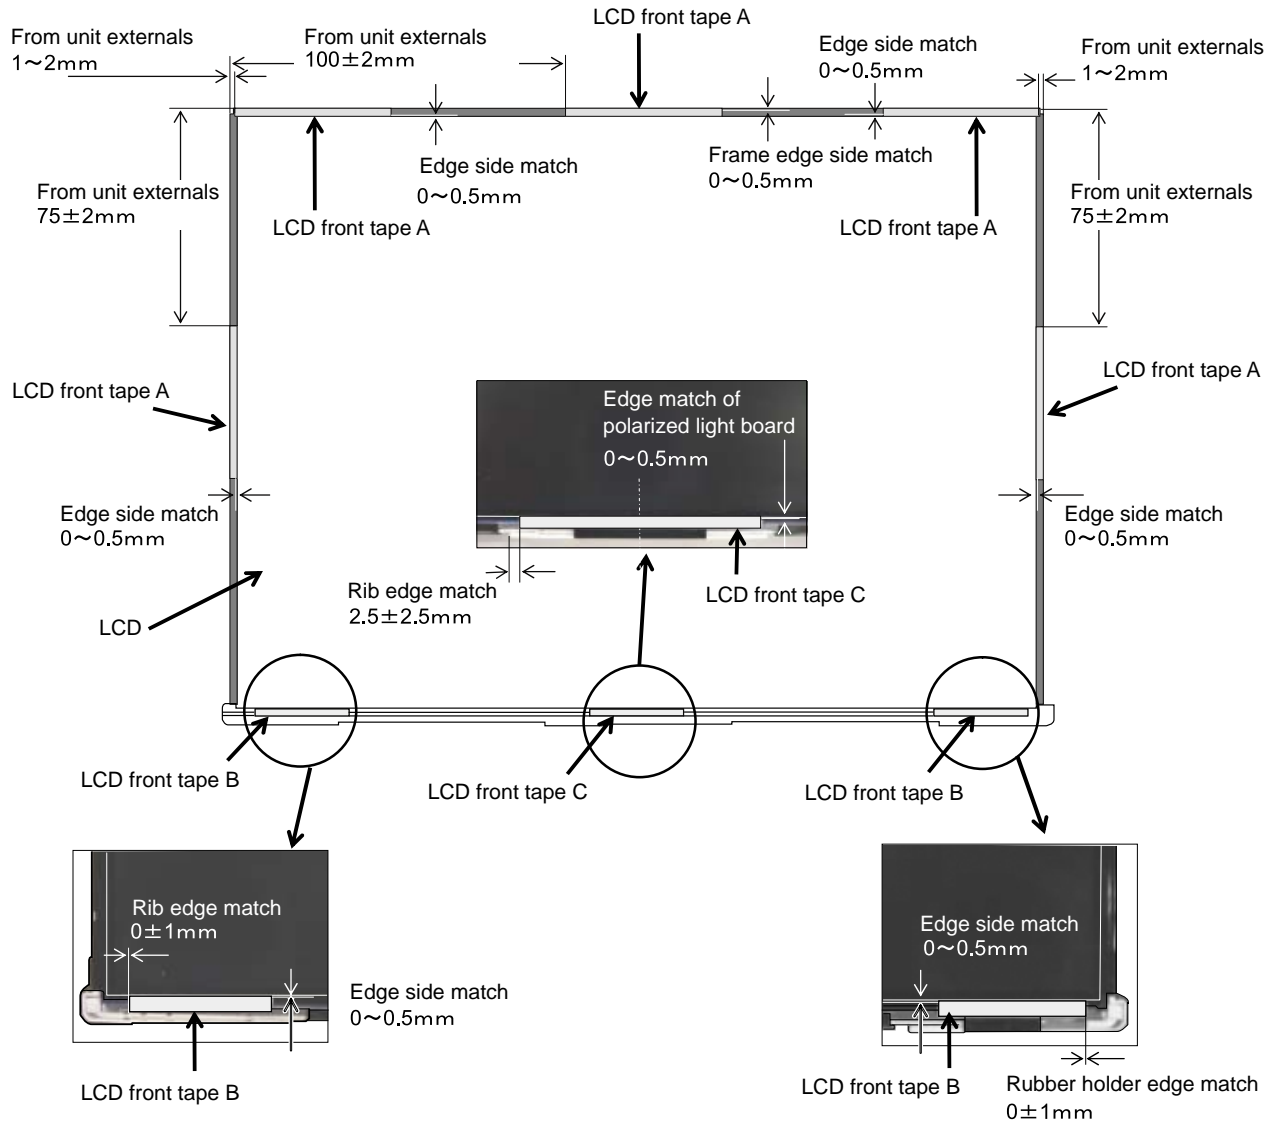 LCD front tape A
From unit externals
1～2mm
From unit externals
100±2mm
Edge side match
0～0.5mm
From unit externals
1～2mm
Edge side match
0～0.5mm
Frame edge side match
0～0.5mm
From unit externals
75±2mm
From unit externals
75±2mm
LCD front tape A
LCD front tape A
LCD front tape A
LCD front tape A
Edge match of
polarized light board
0～0.5mm
Edge side match
0～0.5mm
Edge side match
0～0.5mm
Rib edge match
2.5±2.5mm
LCD front tape C
LCD
LCD front tape B
LCD front tape C
LCD front tape B
Rib edge match
0±1mm
Edge side match
0～0.5mm
Edge side match
0～0.5mm
LCD front tape B
LCD front tape B
Rubber holder edge match
0±1mm